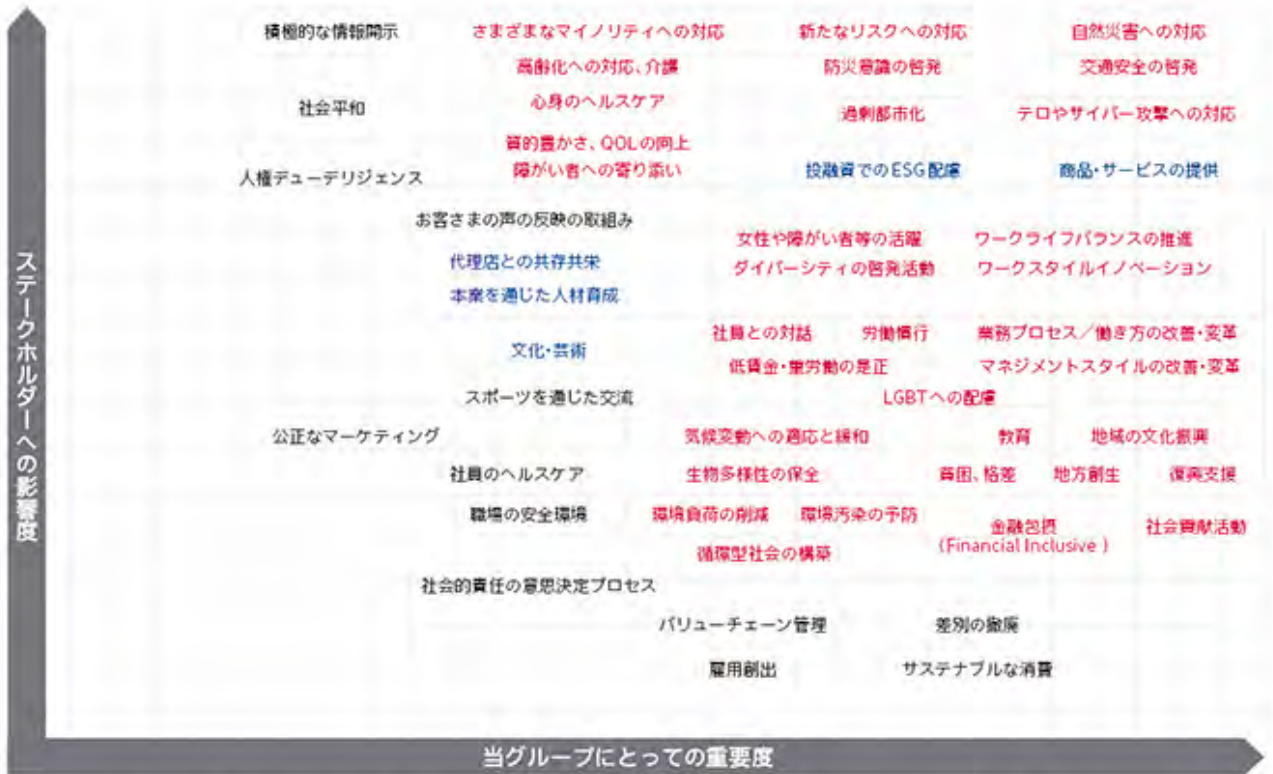 積極的な情報開示 さまざまなマイノリティへの対応 新たなリスクへの対応 自然災害への対応
高齢化への対応、介護 防災意識の啓発 交通安全の啓発
社会平和 心身のヘルスケア 過剰都市化 テロやサイバー攻撃への対応
質的豊かさ、QOLの向上
人権デューデリジェンス 障がい者への寄り添い 投融資でのESG配慮 商品・サービスの提供
お客さまの声の反映の取組み
女性や障がい者等の活躍 ワークライフバランスの推進
代理店との共存共栄 ダイバーシティの啓発活動 ワークスタイルイノベーション
本業を通じた人材育成
社員との対話 労働慣行 業務プロセス／働き方の改善・変革
文化・芸術
低賃金・重労働の是正 マネジメントスタイルの改善・変革
スポーツを通じた交流 LGBTへの配慮
公正なマーケティング 気候変動への適応と緩和 教育 地域の文化振興
社員のヘルスケア 生物多様性の保全 貧困、格差 地方創生 復興支援
職場の安全環境 環境負荷の削減 環境汚染の予防 金融包摂 社会貢献活動
(Financial Inclusive )
循環型社会の構築
社会的責任の意思決定プロセス
バリューチェーン管理 差別の撤廃
雇用創出 サステナブルな消費
ステークホルダーへの影響度
当グループにとっての重要度